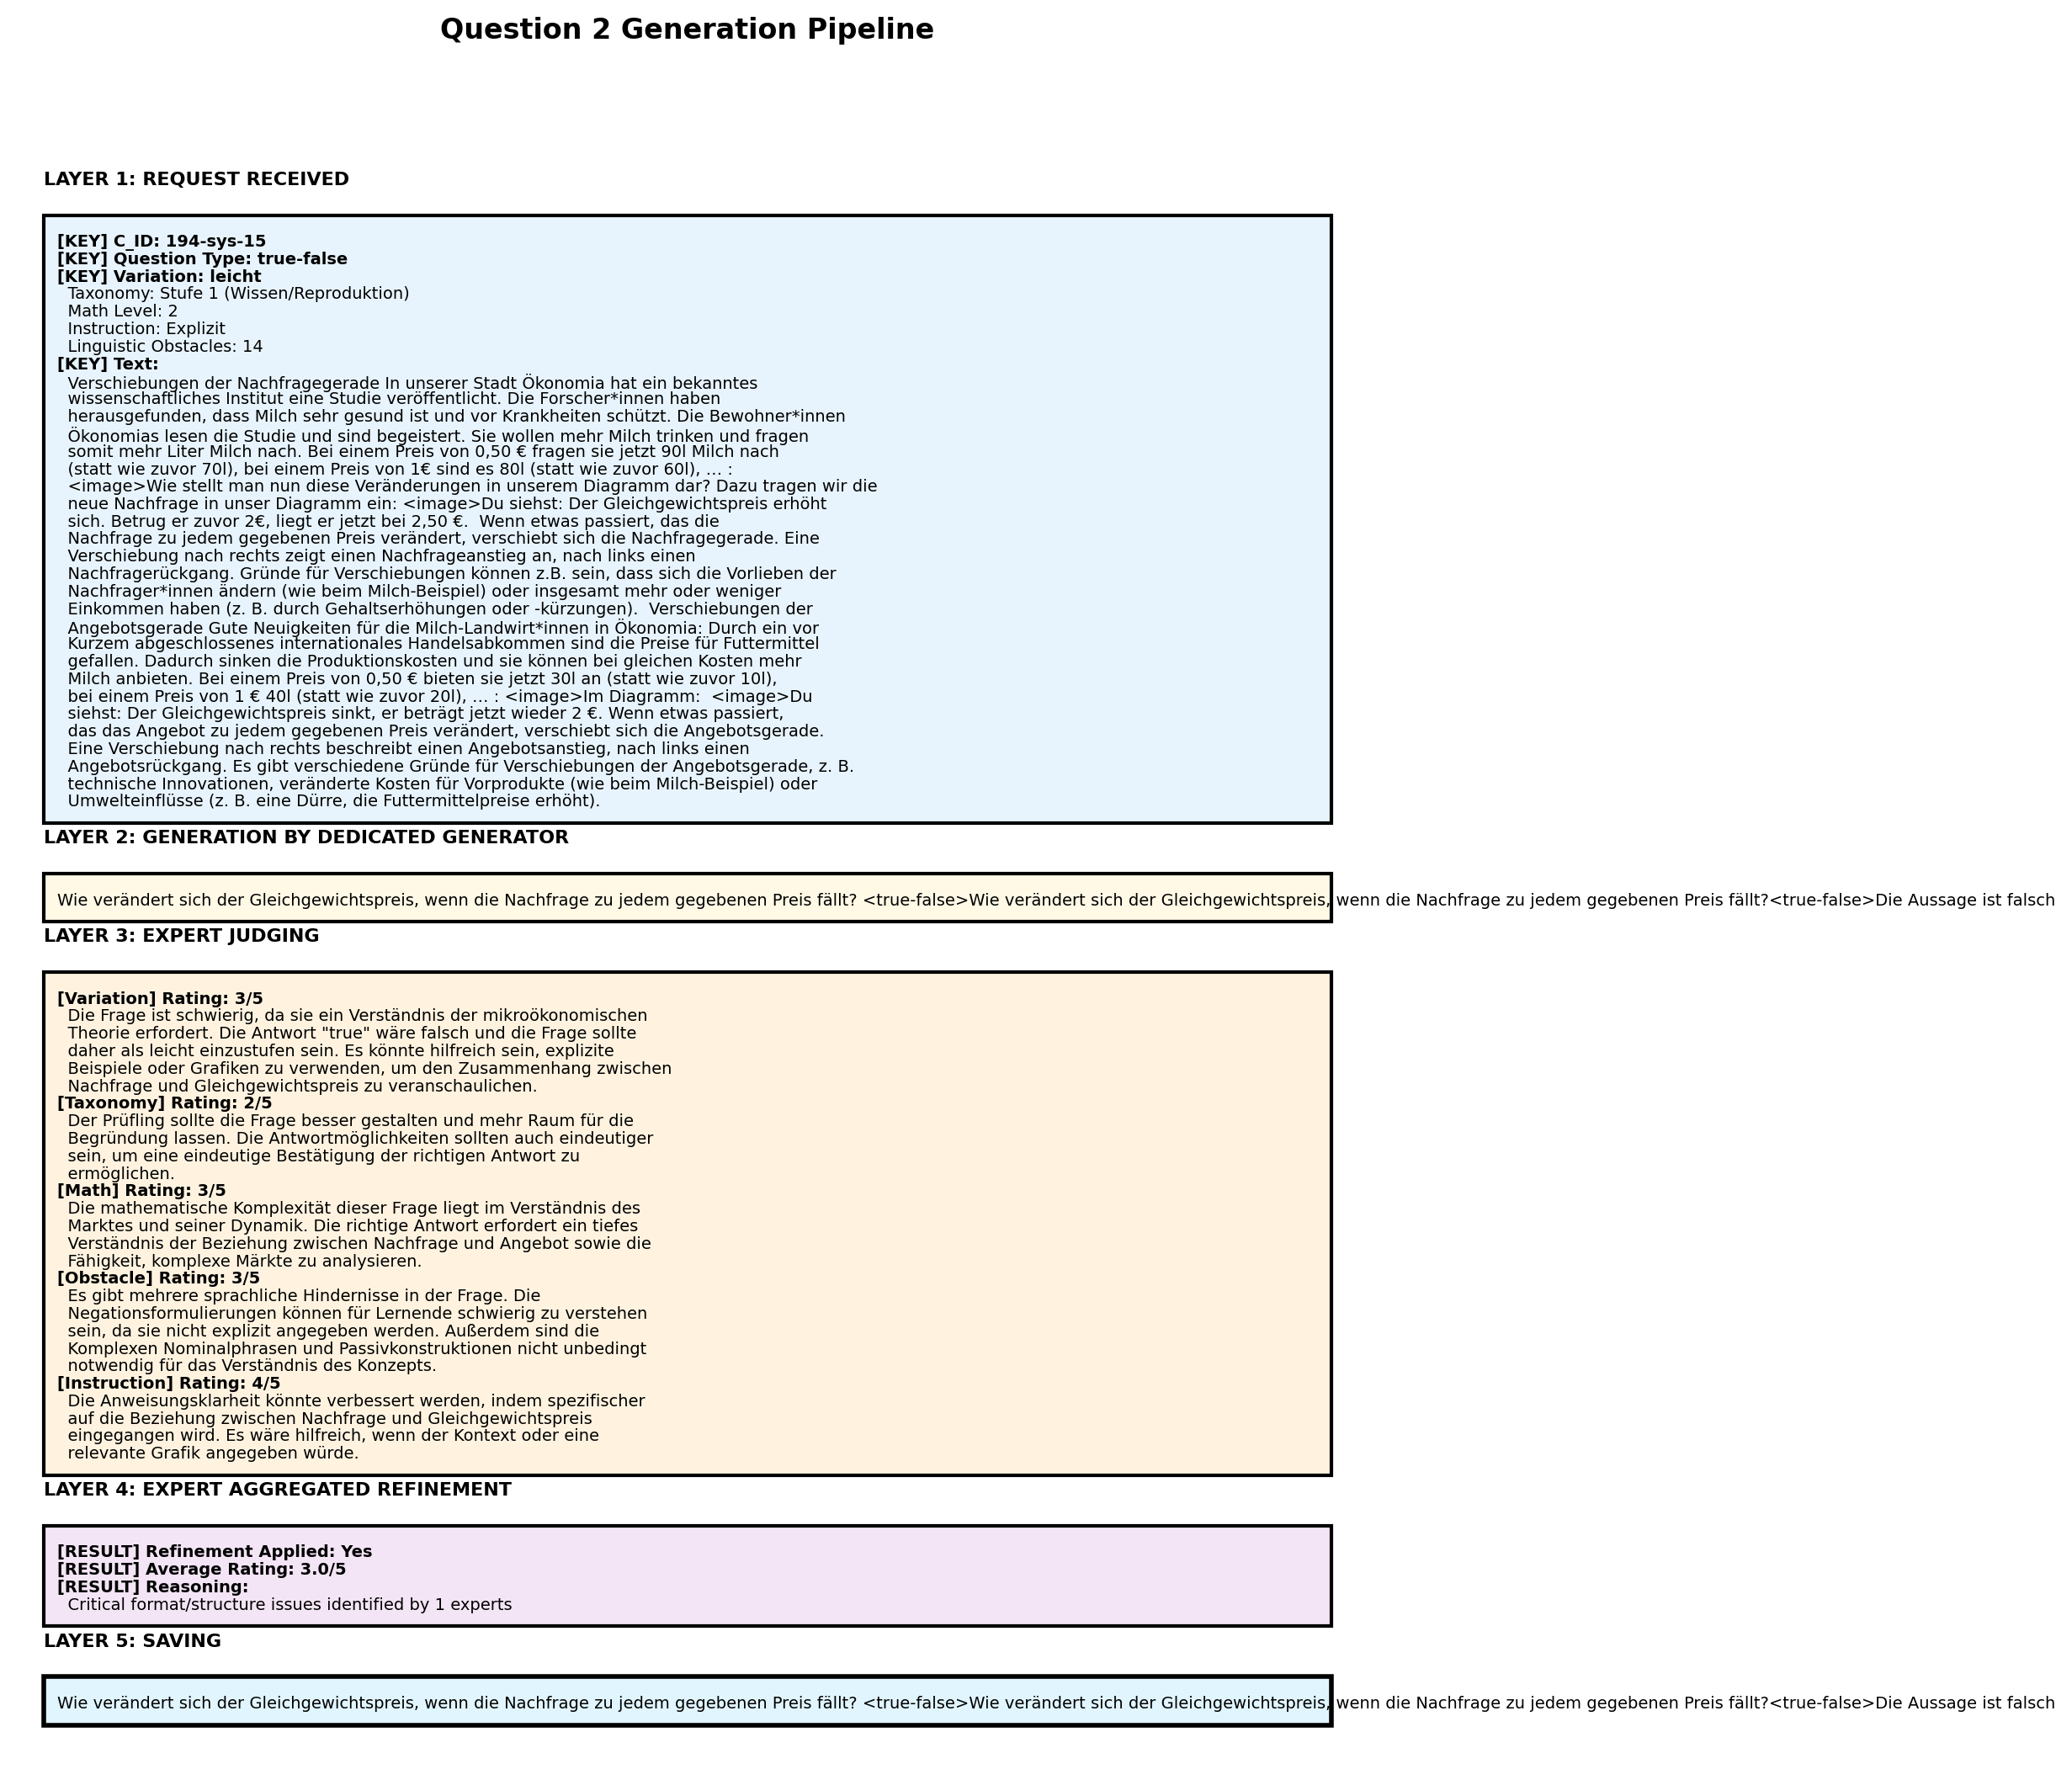 Question 2 Generation Pipeline
LAYER 1: REQUEST RECEIVED
[KEY] C_ID: 194-sys-15
[KEY] Question Type: true-false
[KEY] Variation: leicht
Taxonomy: Stufe 1 (Wissen/Reproduktion)
Math Level: 2
Instruction: Explizit
Linguistic Obstacles: 14
[KEY] Text:
Verschiebungen der Nachfragegerade In unserer Stadt Ökonomia hat ein bekanntes
wissenschaftliches Institut eine Studie veröffentlicht. Die Forscher*innen haben
herausgefunden, dass Milch sehr gesund ist und vor Krankheiten schützt. Die Bewohner*innen
Ökonomias lesen die Studie und sind begeistert. Sie wollen mehr Milch trinken und fragen
somit mehr Liter Milch nach. Bei einem Preis von 0,50 € fragen sie jetzt 90l Milch nach
(statt wie zuvor 70l), bei einem Preis von 1€ sind es 80l (statt wie zuvor 60l), … :
<image>Wie stellt man nun diese Veränderungen in unserem Diagramm dar? Dazu tragen wir die
neue Nachfrage in unser Diagramm ein: <image>Du siehst: Der Gleichgewichtspreis erhöht
sich. Betrug er zuvor 2€, liegt er jetzt bei 2,50 €.  Wenn etwas passiert, das die
Nachfrage zu jedem gegebenen Preis verändert, verschiebt sich die Nachfragegerade. Eine
Verschiebung nach rechts zeigt einen Nachfrageanstieg an, nach links einen
Nachfragerückgang. Gründe für Verschiebungen können z.B. sein, dass sich die Vorlieben der
Nachfrager*innen ändern (wie beim Milch-Beispiel) oder insgesamt mehr oder weniger
Einkommen haben (z. B. durch Gehaltserhöhungen oder -kürzungen).  Verschiebungen der
Angebotsgerade Gute Neuigkeiten für die Milch-Landwirt*innen in Ökonomia: Durch ein vor
Kurzem abgeschlossenes internationales Handelsabkommen sind die Preise für Futtermittel
gefallen. Dadurch sinken die Produktionskosten und sie können bei gleichen Kosten mehr
Milch anbieten. Bei einem Preis von 0,50 € bieten sie jetzt 30l an (statt wie zuvor 10l),
bei einem Preis von 1 € 40l (statt wie zuvor 20l), … : <image>Im Diagramm:  <image>Du
siehst: Der Gleichgewichtspreis sinkt, er beträgt jetzt wieder 2 €. Wenn etwas passiert,
das das Angebot zu jedem gegebenen Preis verändert, verschiebt sich die Angebotsgerade.
Eine Verschiebung nach rechts beschreibt einen Angebotsanstieg, nach links einen
Angebotsrückgang. Es gibt verschiedene Gründe für Verschiebungen der Angebotsgerade, z. B.
technische Innovationen, veränderte Kosten für Vorprodukte (wie beim Milch-Beispiel) oder
Umwelteinflüsse (z. B. eine Dürre, die Futtermittelpreise erhöht).
LAYER 2: GENERATION BY DEDICATED GENERATOR
Wie verändert sich der Gleichgewichtspreis, wenn die Nachfrage zu jedem gegebenen Preis fällt? <true-false>Wie verändert sich der Gleichgewichtspreis, wenn die Nachfrage zu jedem gegebenen Preis fällt?<true-false>Die Aussage ist falsch
LAYER 3: EXPERT JUDGING
[Variation] Rating: 3/5
Die Frage ist schwierig, da sie ein Verständnis der mikroökonomischen
Theorie erfordert. Die Antwort "true" wäre falsch und die Frage sollte
daher als leicht einzustufen sein. Es könnte hilfreich sein, explizite
Beispiele oder Grafiken zu verwenden, um den Zusammenhang zwischen
Nachfrage und Gleichgewichtspreis zu veranschaulichen.
[Taxonomy] Rating: 2/5
Der Prüfling sollte die Frage besser gestalten und mehr Raum für die
Begründung lassen. Die Antwortmöglichkeiten sollten auch eindeutiger
sein, um eine eindeutige Bestätigung der richtigen Antwort zu
ermöglichen.
[Math] Rating: 3/5
Die mathematische Komplexität dieser Frage liegt im Verständnis des
Marktes und seiner Dynamik. Die richtige Antwort erfordert ein tiefes
Verständnis der Beziehung zwischen Nachfrage und Angebot sowie die
Fähigkeit, komplexe Märkte zu analysieren.
[Obstacle] Rating: 3/5
Es gibt mehrere sprachliche Hindernisse in der Frage. Die
Negationsformulierungen können für Lernende schwierig zu verstehen
sein, da sie nicht explizit angegeben werden. Außerdem sind die
Komplexen Nominalphrasen und Passivkonstruktionen nicht unbedingt
notwendig für das Verständnis des Konzepts.
[Instruction] Rating: 4/5
Die Anweisungsklarheit könnte verbessert werden, indem spezifischer
auf die Beziehung zwischen Nachfrage und Gleichgewichtspreis
eingegangen wird. Es wäre hilfreich, wenn der Kontext oder eine
relevante Grafik angegeben würde.
LAYER 4: EXPERT AGGREGATED REFINEMENT
[RESULT] Refinement Applied: Yes
[RESULT] Average Rating: 3.0/5
[RESULT] Reasoning:
Critical format/structure issues identified by 1 experts
LAYER 5: SAVING
Wie verändert sich der Gleichgewichtspreis, wenn die Nachfrage zu jedem gegebenen Preis fällt? <true-false>Wie verändert sich der Gleichgewichtspreis, wenn die Nachfrage zu jedem gegebenen Preis fällt?<true-false>Die Aussage ist falsch